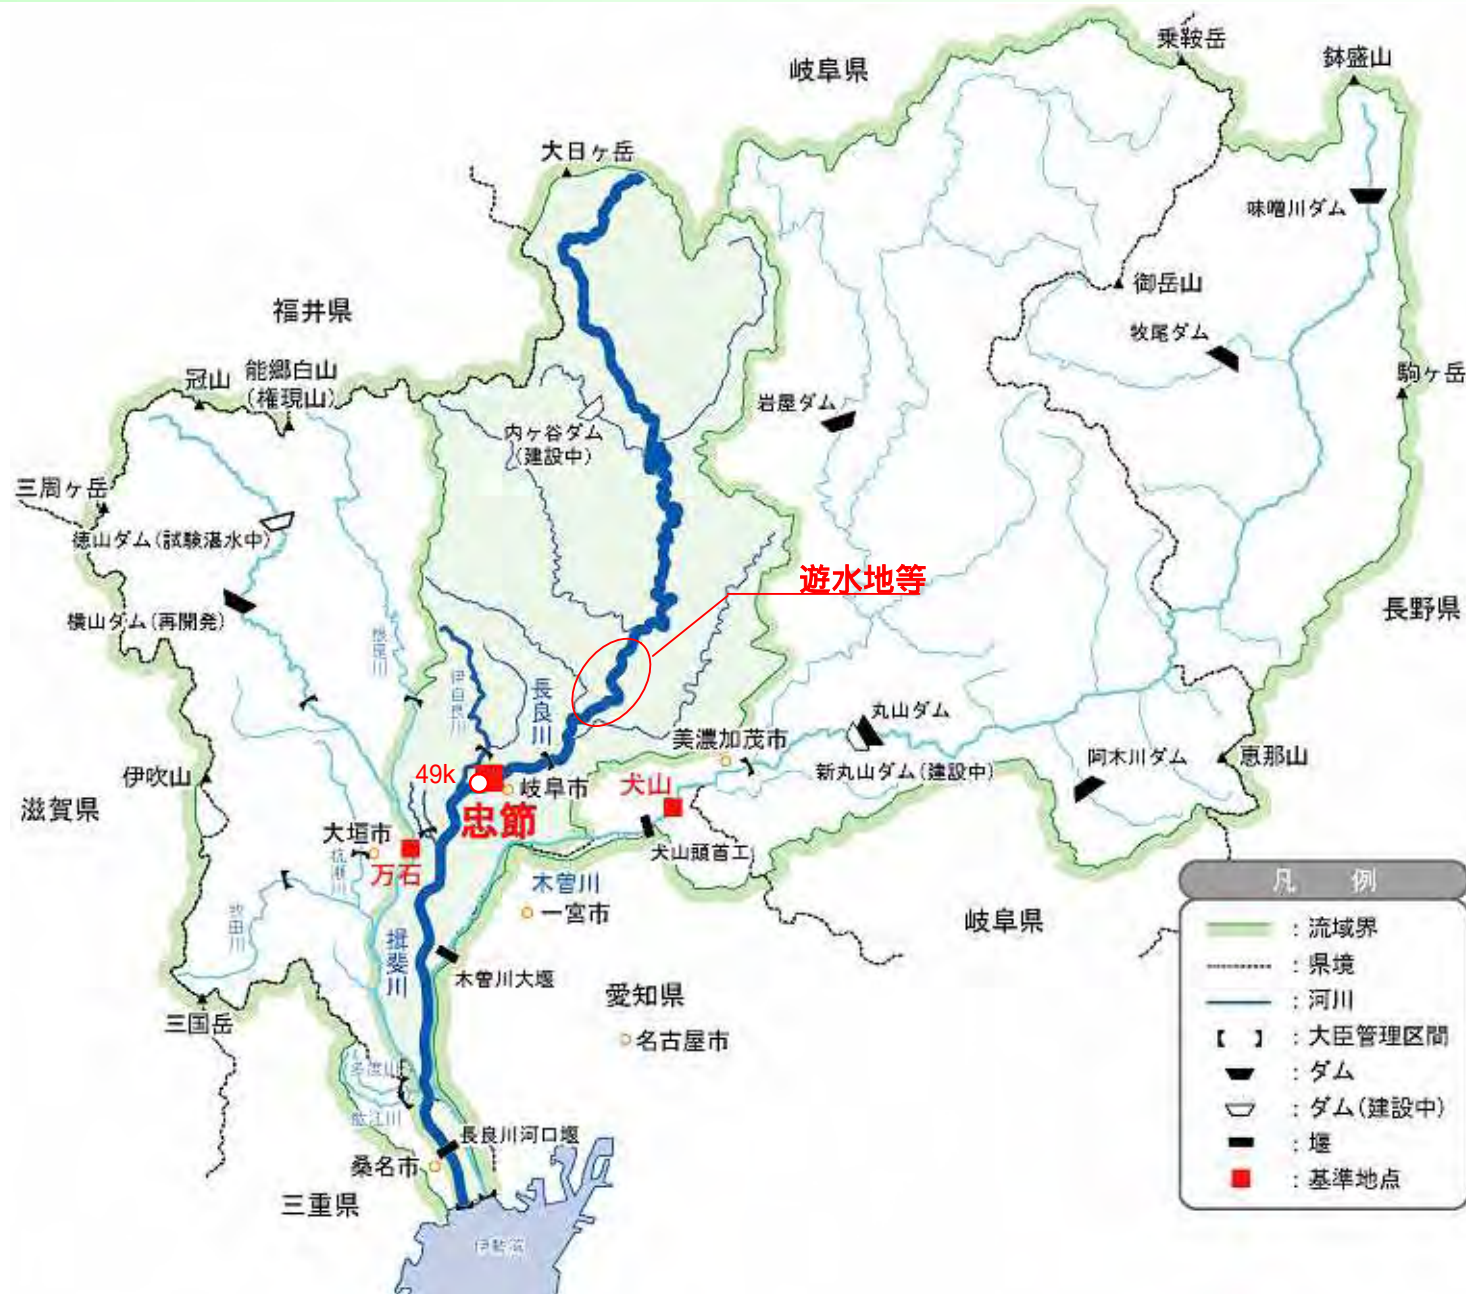 乗鞍岳
鉢盛山
岐阜県
大日ヶ岳
味噌川ダム
御岳山
福井県
牧尾ダム
能郷白山
(権現山)
冠山
駒ヶ岳
岩屋ダム
内ヶ谷ダム
(建設中)
三周ヶ岳
徳山ダム(試験湛水中)
遊水地等
長野県
横山ダム(再開発)
根尾川
伊自良川
長良川
丸山ダム
美濃加茂市
新丸山ダム(建設中)
阿木川ダム
恵那山
伊吹山
49k
岐阜市
犬山
滋賀県
忠節
大垣市
万石
杭瀬川
犬山頭首工
木曽川
一宮市
牧田川
揖斐川
岐阜県
木曽川大堰
愛知県
三国岳
名古屋市
多度山
肱江川
長良川河口堰
桑名市
三重県
伊勢湾
凡 例
：流域界
：県境
：河川
【 】：大臣管理区間
：ダム
：ダム(建設中)
：堰
：基準地点